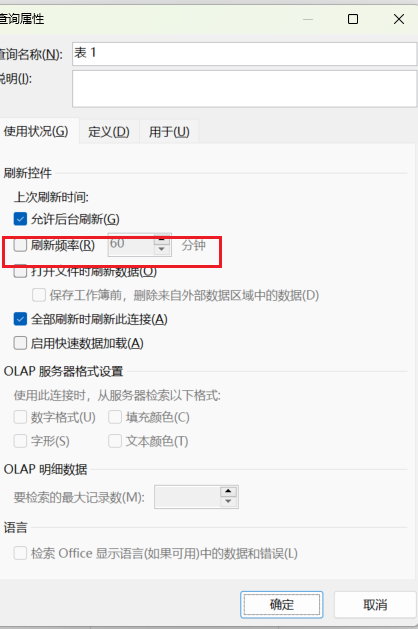 查询属性
查询名称(N): 表 1
说明(I):
使用状况(G) 定义(D) 用于(U)
刷新控件
上次刷新时间:
允许后台刷新(G)
刷新频率(R) 60 分钟
打开文件时刷新数据(O)
保存工作簿前，删除来自外部数据区域中的数据(D)
全部刷新时刷新此连接(A)
启用快速数据加载(A)
OLAP 服务器格式设置
使用此连接时，从服务器检索以下格式:
数字格式(U) 填充颜色(C)
字形(S) 文本颜色(T)
OLAP 明细数据
要检索的最大记录数(M):
语言
检索 Office 显示语言(如果可用)中的数据和错误(L)
确定 取消